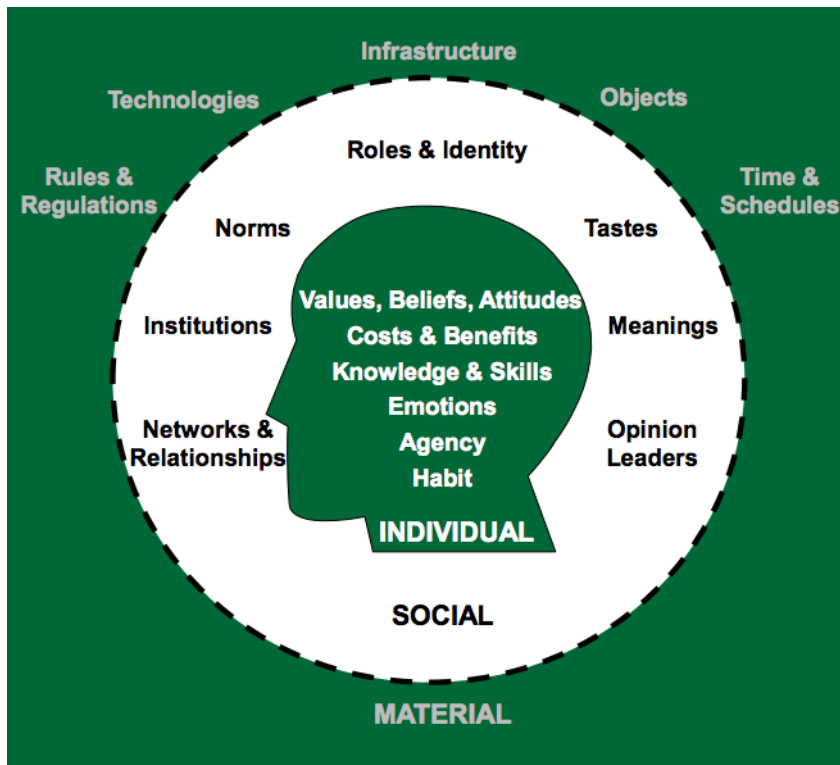 Infrastructure
Technologies
Objects
Rules &
Regulations
Time &
Schedules
Roles & Identity
Norms
Tastes
Institutions
Meanings
Networks &
Relationships
Opinion
Leaders
Values, Beliefs, Attitudes
Costs & Benefits
Knowledge & Skills
Emotions
Agency
Habit
INDIVIDUAL
SOCIAL
MATERIAL